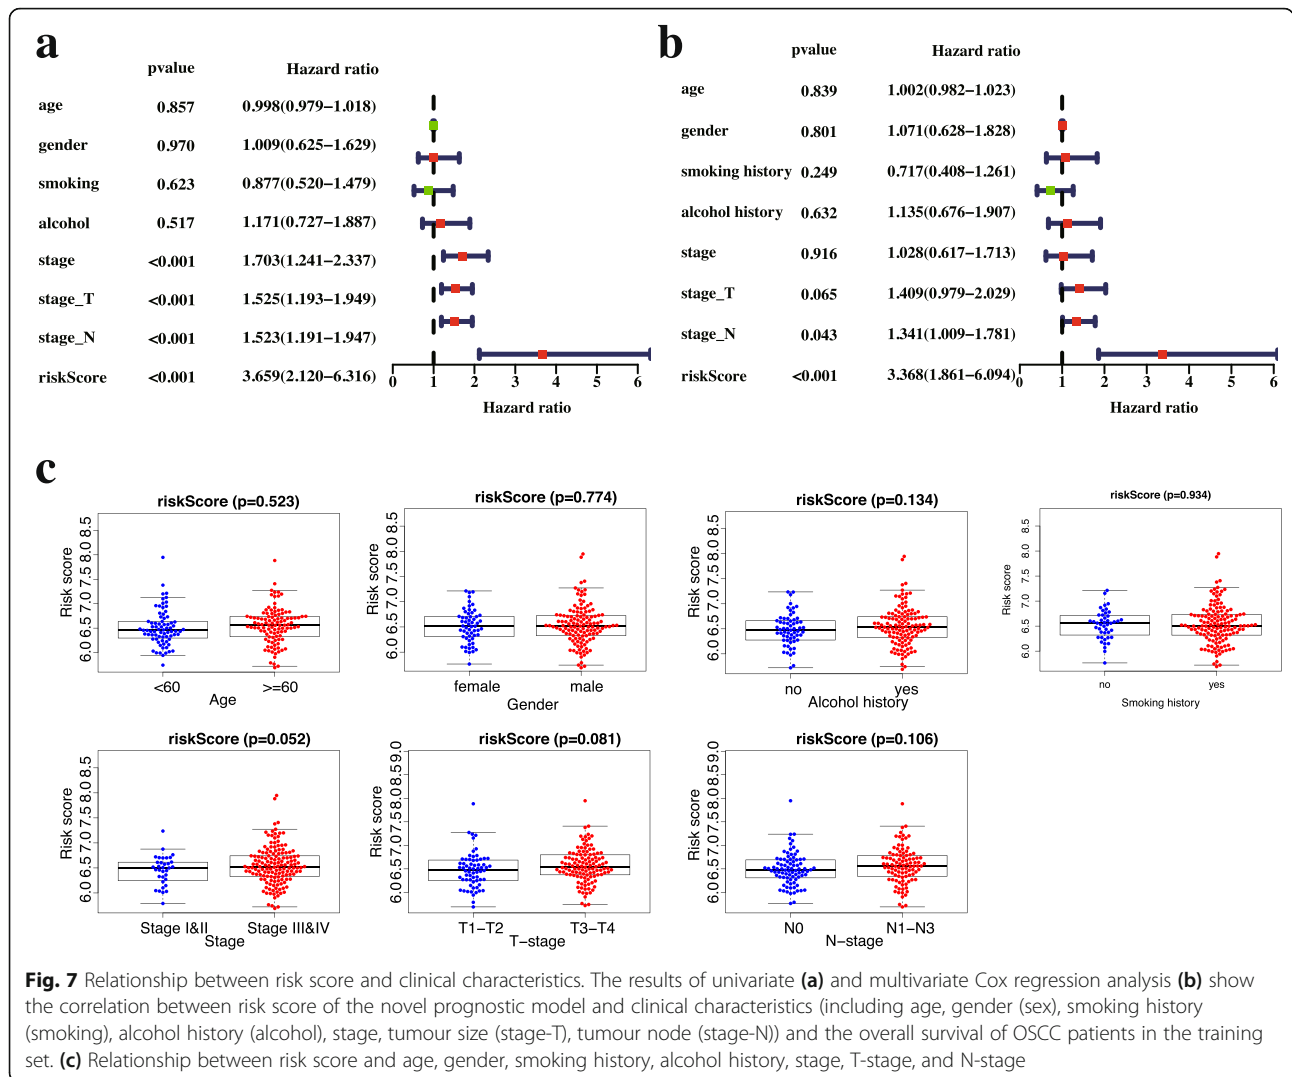 a
pvalue Hazard ratio
age 0.857 0.998(0.979−1.018)
gender 0.970 1.009(0.625−1.629)
smoking 0.623 0.877(0.520−1.479)
alcohol 0.517 1.171(0.727−1.887)
stage <0.001 1.703(1.241−2.337)
stage_T <0.001 1.525(1.193−1.949)
stage_N <0.001 1.523(1.191−1.947)
riskScore <0.001 3.659(2.120−6.316)
0 1 2 3 4 5 6
Hazard ratio
b
pvalue Hazard ratio
age 0.839 1.002(0.982−1.023)
gender 0.801 1.071(0.628−1.828)
smoking history 0.249 0.717(0.408−1.261)
alcohol history 0.632 1.135(0.676−1.907)
stage 0.916 1.028(0.617−1.713)
stage_T 0.065 1.409(0.979−2.029)
stage_N 0.043 1.341(1.009−1.781)
riskScore <0.001 3.368(1.861−6.094)
0 1 2 3 4 5 6
Hazard ratio
c
riskScore (p=0.523)
Risk score
6.0 6.5 7.0 7.5 8.0 8.5
<60 >=60
Age
riskScore (p=0.774)
Risk score
6.0 6.5 7.0 7.5 8.0 8.5
female male
Gender
riskScore (p=0.134)
Risk score
6.0 6.5 7.0 7.5 8.0 8.5
no yes
Alcohol history
riskScore (p=0.934)
Risk score
6.0 6.5 7.0 7.5 8.0 8.5
no yes
Smoking history
riskScore (p=0.052)
Risk score
6.0 6.5 7.0 7.5 8.0 8.5
Stage I&II Stage III&IV
Stage
riskScore (p=0.081)
Risk score
6.0 6.5 7.0 7.5 8.0 8.5 9.0
T1−T2 T3−T4
T−stage
riskScore (p=0.106)
Risk score
6.0 6.5 7.0 7.5 8.0 8.5 9.0
N0 N1−N3
N−stage
Fig. 7 Relationship between risk score and clinical characteristics. The results of univariate (a) and multivariate Cox regression analysis (b) show
the correlation between risk score of the novel prognostic model and clinical characteristics (including age, gender (sex), smoking history
(smoking), alcohol history (alcohol), stage, tumour size (stage-T), tumour node (stage-N)) and the overall survival of OSCC patients in the training
set. (c) Relationship between risk score and age, gender, smoking history, alcohol history, stage, T-stage, and N-stage